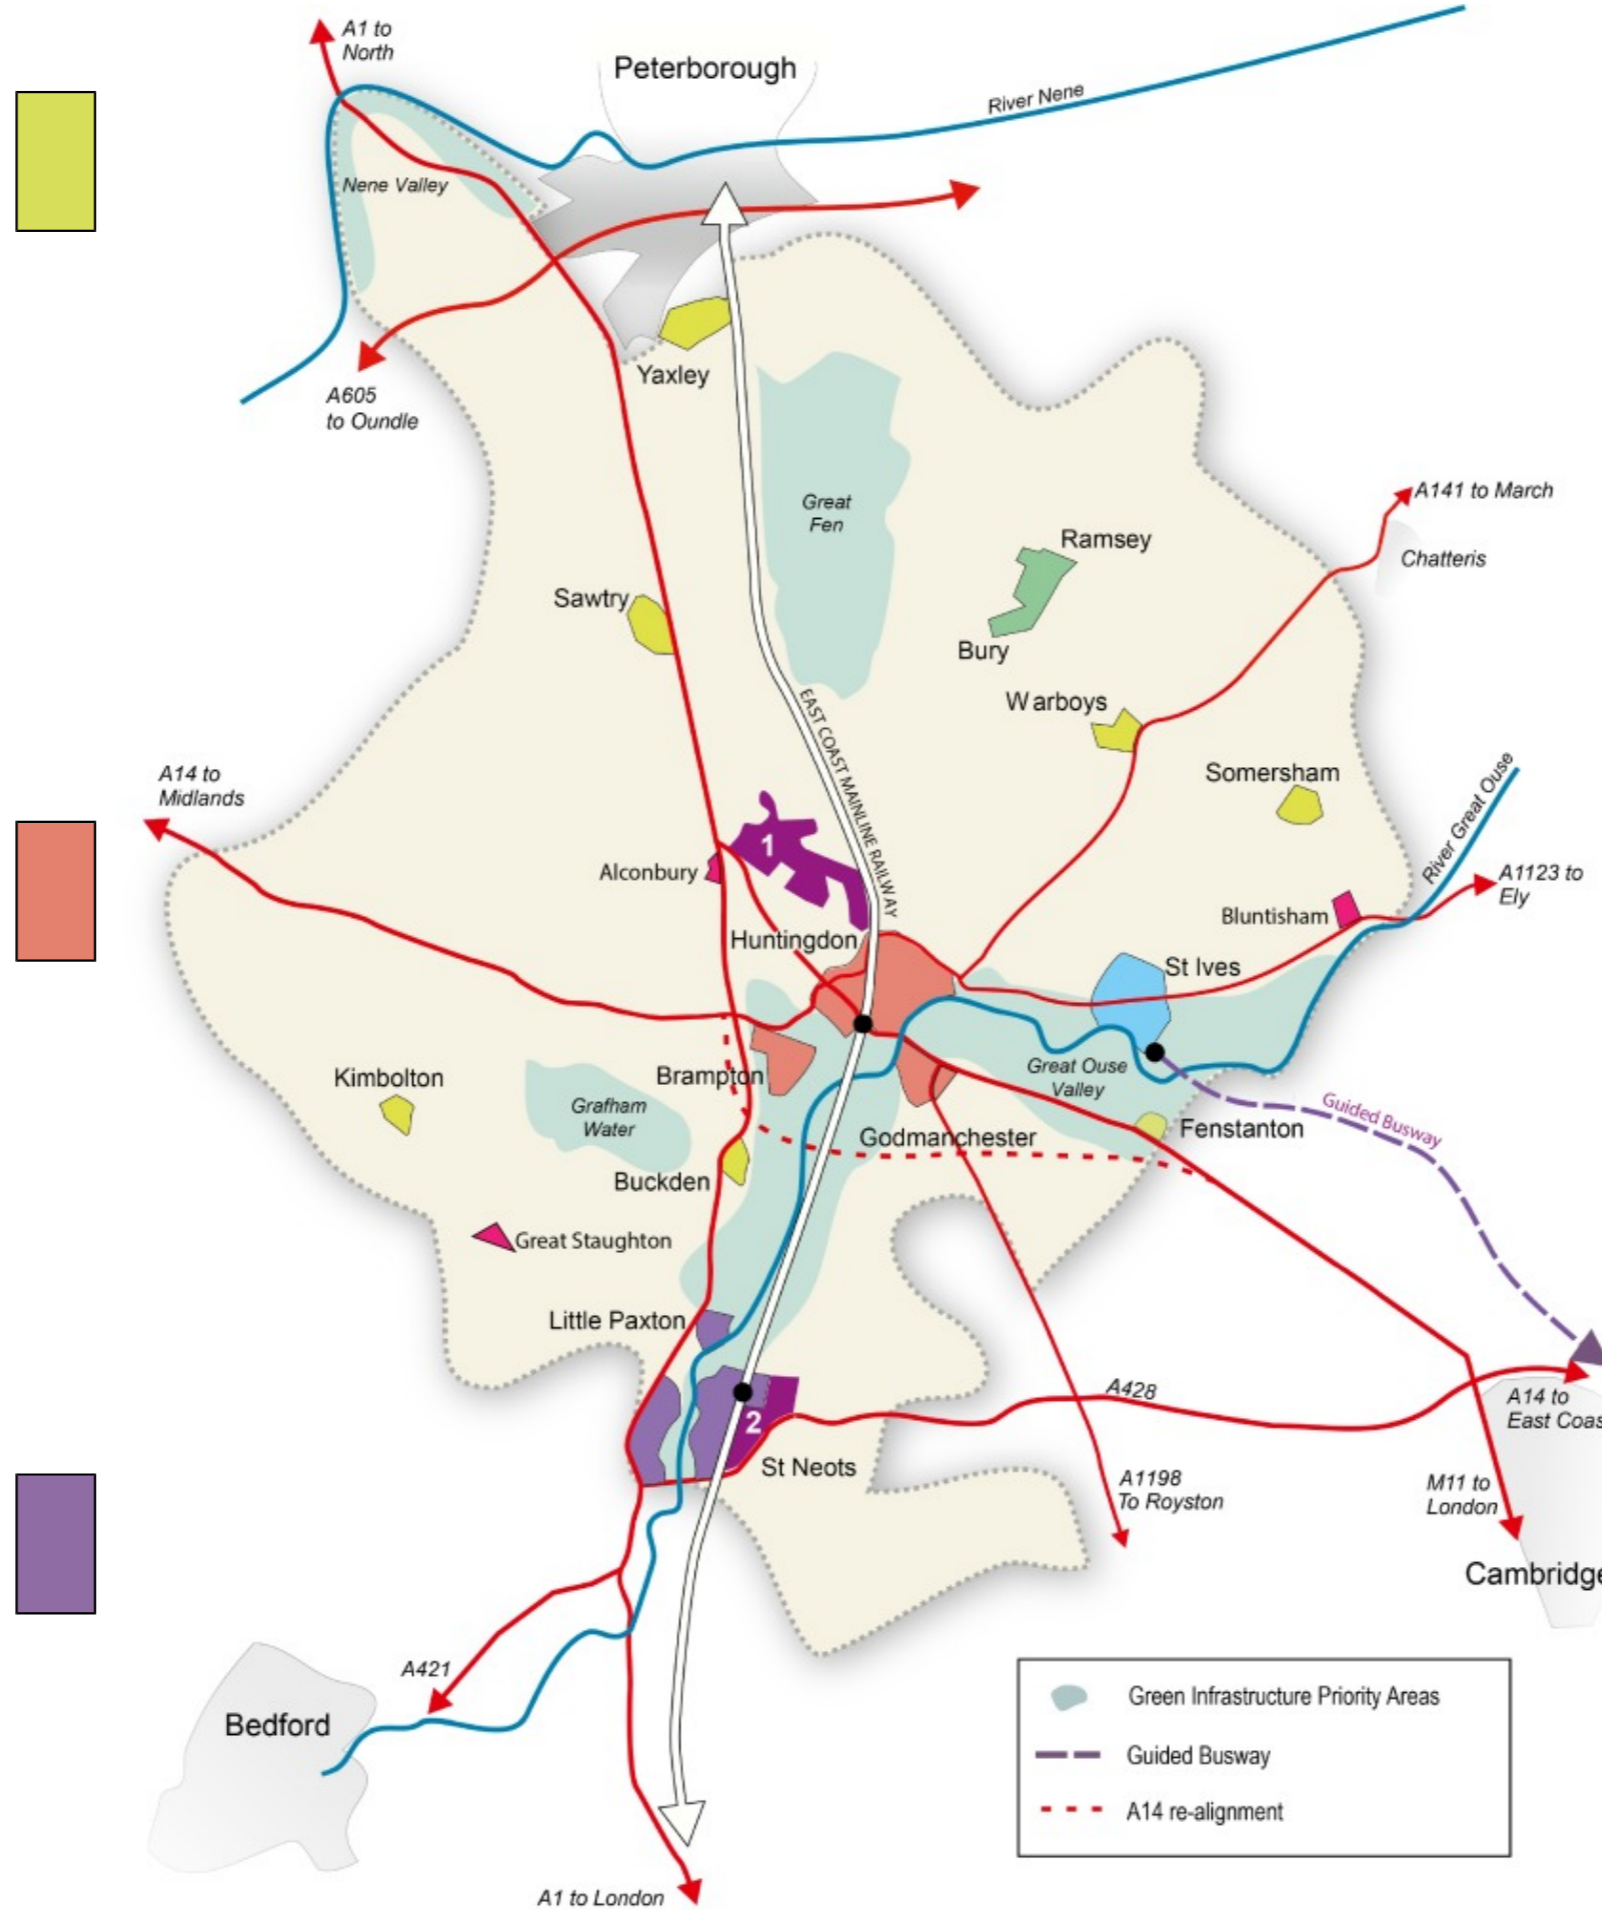 A1 to
North
Peterborough
River Nene
Nene Valley
A605
to Oundle
Yaxley
Great
Fen
A141 to March
Chatteris
Ramsey
Bury
Sawtry
Warboys
EAST COAST MAINLINE RAILWAY
Somersham
River Great Ouse
A14 to
Midlands
1
Alconbury
A1123 to
Ely
Bluntisham
Huntingdon
St Ives
Kimbolton
Brampton
Great Ouse
Valley
Grafham
Water
Guided Busway
Fenstanton
Godmanchester
Buckden
Great Staughton
Little Paxton
A428
A14 to
East Coas
2
St Neots
A1198
To Royston
M11 to
London
Cambridge
A421
Bedford
Green Infrastructure Priority Areas
Guided Busway
A14 re-alignment
A1 to London